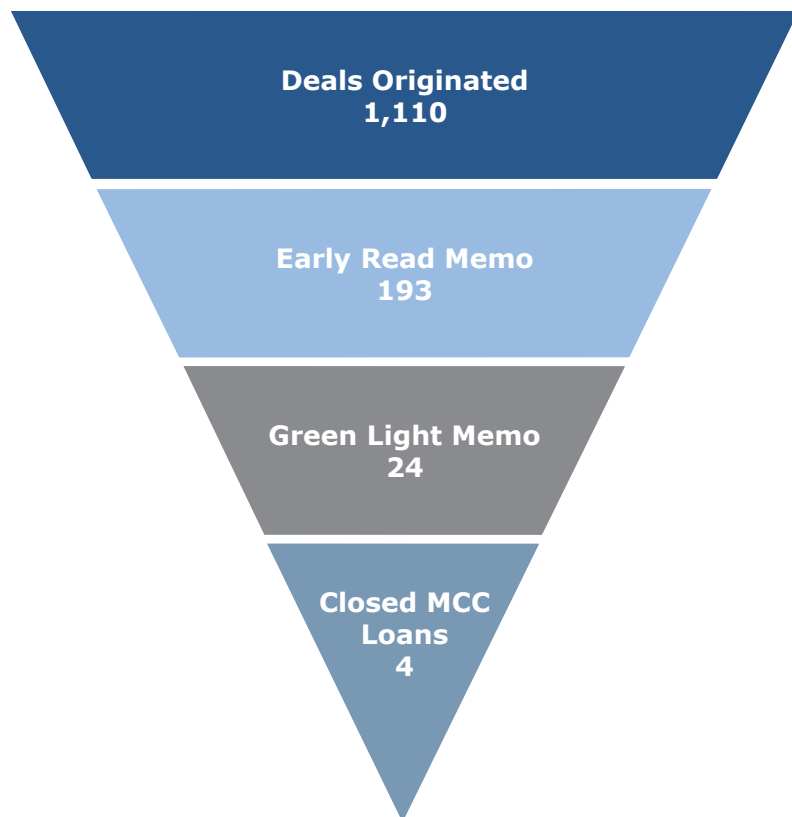 Deals Originated
1,110
Early Read Memo
193
Green Light Memo
24
Closed MCC
Loans
4